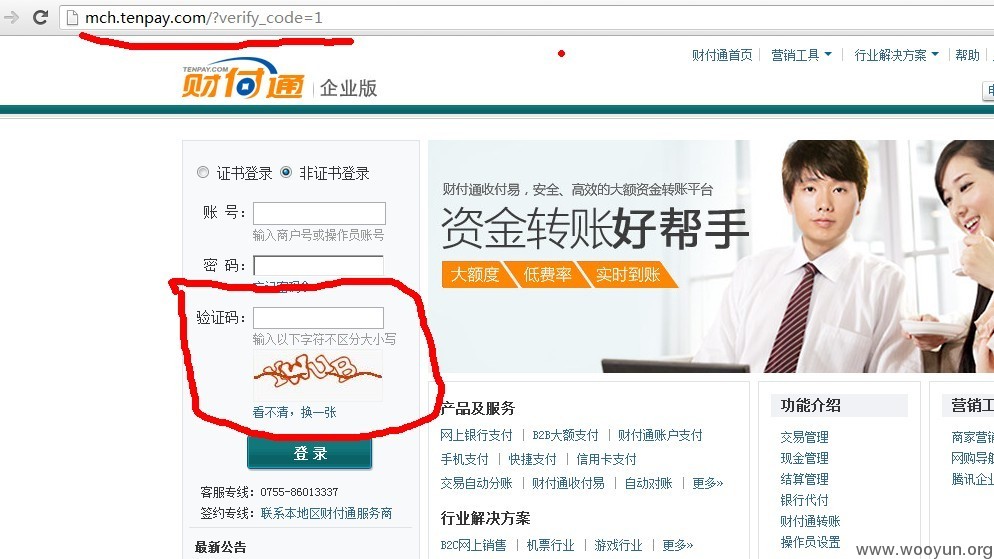 mch.tenpay.com/?verify_code=1
TENPAY.COM
财付通 企业版
财付通首页 营销工具 行业解决方案 帮助
证书登录 非证书登录
账 号:
输入商户号或操作员账号
密 码:
忘记密码?
验证码:
输入以下字符不区分大小写
看不清，换一张
登 录
客服专线: 0755-86013337
签约专线: 联系本地区财付通服务商
最新公告
财付通收付易，安全、高效的大额资金转账平台
资金转账好帮手
大额度 低费率 实时到账
产品及服务
网上银行支付 B2B大额支付 财付通账户支付
手机支付 快捷支付 信用卡支付
交易自动分账 财付通收付易 自动对账 更多»
行业解决方案
B2C网上销售 机票行业 游戏行业 更多»
功能介绍
交易管理
现金管理
结算管理
银行代付
财付通转账
操作员设置
营销工
商家营销
网购导航
腾讯企业
www.wooyun.org